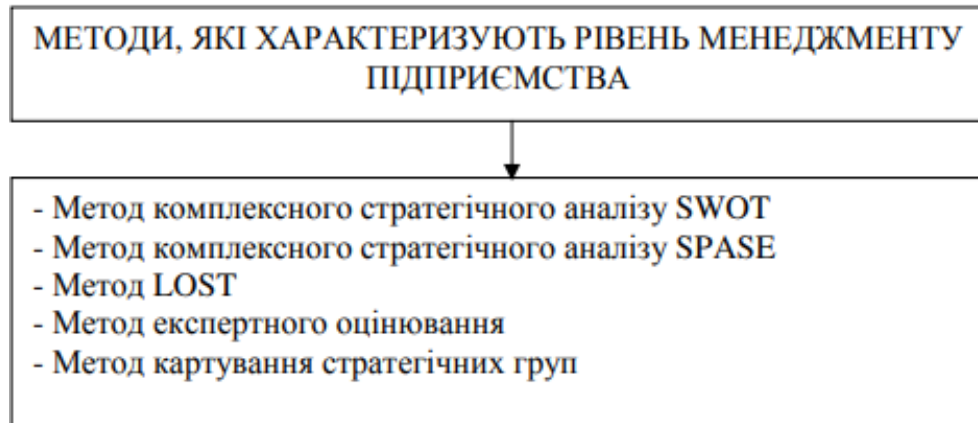 МЕТОДИ, ЯКІ ХАРАКТЕРИЗУЮТЬ РІВЕНЬ МЕНЕДЖМЕНТУ
ПІДПРИЄМСТВА
- Метод комплексного стратегічного аналізу SWOT
- Метод комплексного стратегічного аналізу SPASE
- Метод LOST
- Метод експертного оцінювання
- Метод картування стратегічних груп